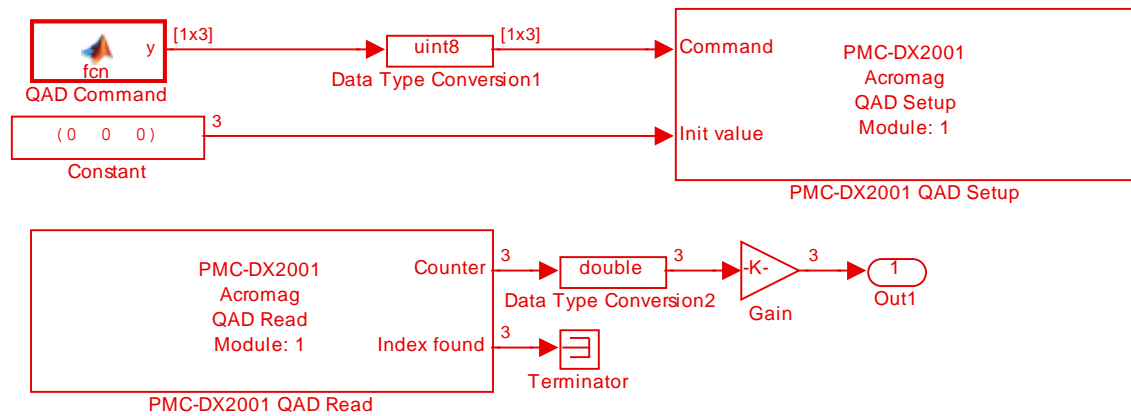 [1x3]
[1x3]
y
fcn
QAD Command
uint8
Data Type Conversion1
Command
Init value
PMC-DX2001
Acromag
QAD Setup
Module: 1
PMC-DX2001 QAD Setup
(0 0 0)
3
Constant
PMC-DX2001
Acromag
QAD Read
Module: 1
Counter
Index found
PMC-DX2001 QAD Read
3
double
Data Type Conversion2
3
-K-
Gain
3
1
Out1
3
Terminator